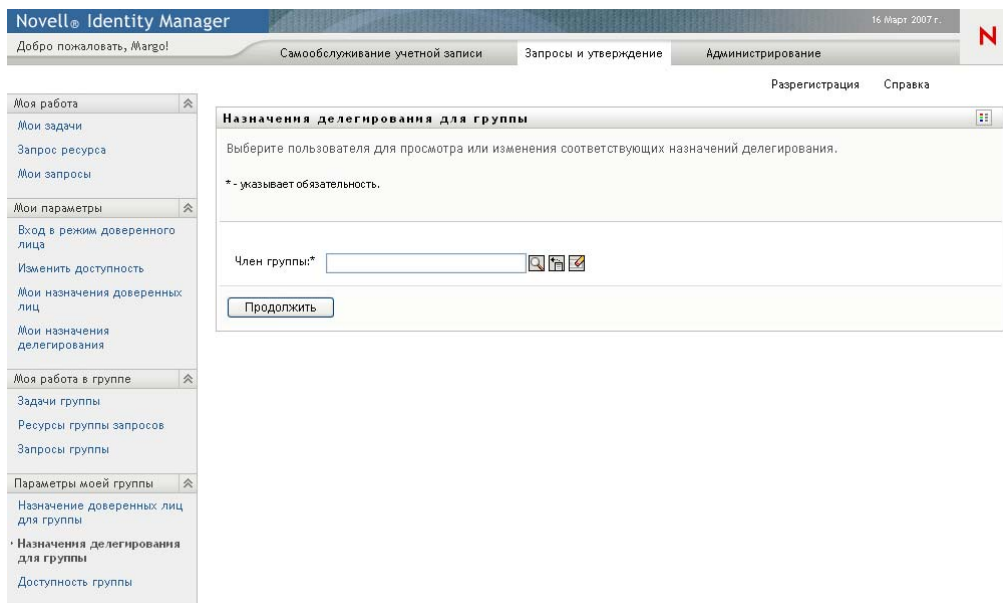 Novell® Identity Manager
16 Март 2007 г.
N
Добро пожаловать, Margo!
Самообслуживание учетной записи
Запросы и утверждение
Администрирование
Разрегистрация
Справка
Моя работа
Мои задачи
Запрос ресурса
Мои запросы
Мои параметры
Вход в режим доверенного
лица
Изменить доступность
Мои назначения доверенных
лиц
Мои назначения
делегирования
Моя работа в группе
Задачи группы
Ресурсы группы запросов
Запросы группы
Параметры моей группы
Назначение доверенных лиц
для группы
Назначения делегирования
для группы
Доступность группы
Назначения делегирования для группы
Выберите пользователя для просмотра или изменения соответствующих назначений делегирования.
* - указывает обязательность.
Член группы:*
Продолжить